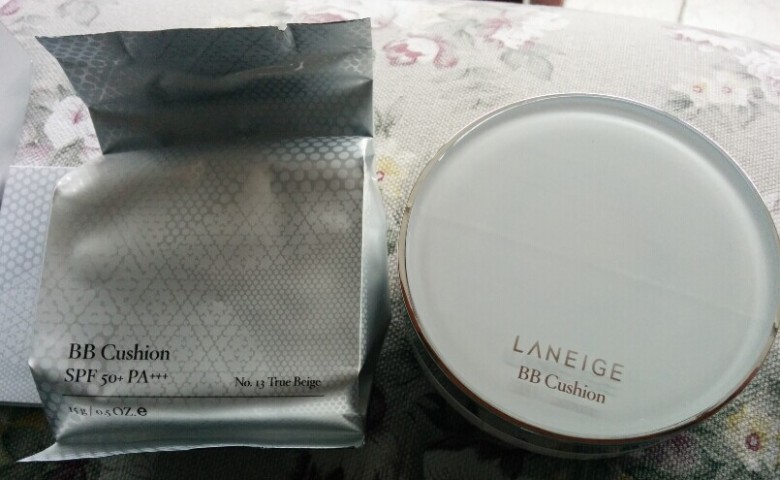 BB Cushion
SPF 50+ PA+++
No. 13 True Beige
15g / 0.5 OZ.e
LANEIGE
BB Cushion